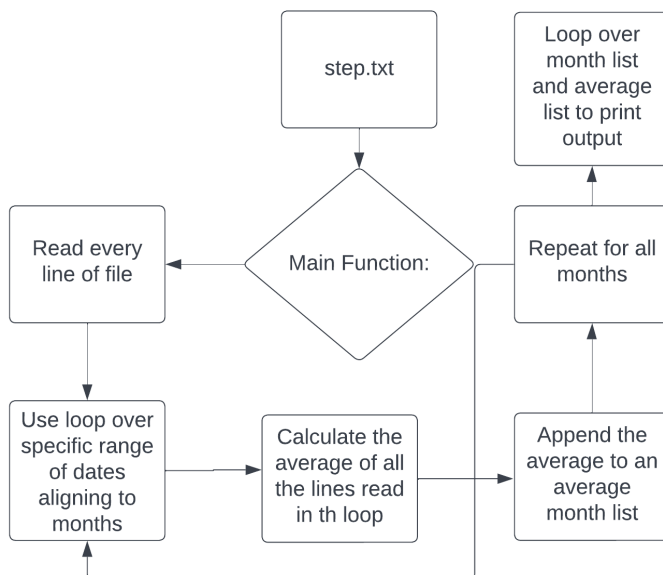 step.txt
Main Function:
Read every
line of file
Use loop over
specific range
of dates
aligning to
months
Calculate the
average of all
the lines read
in th loop
Append the
average to an
average
month list
Repeat for all
months
Loop over
month list
and average
list to print
output